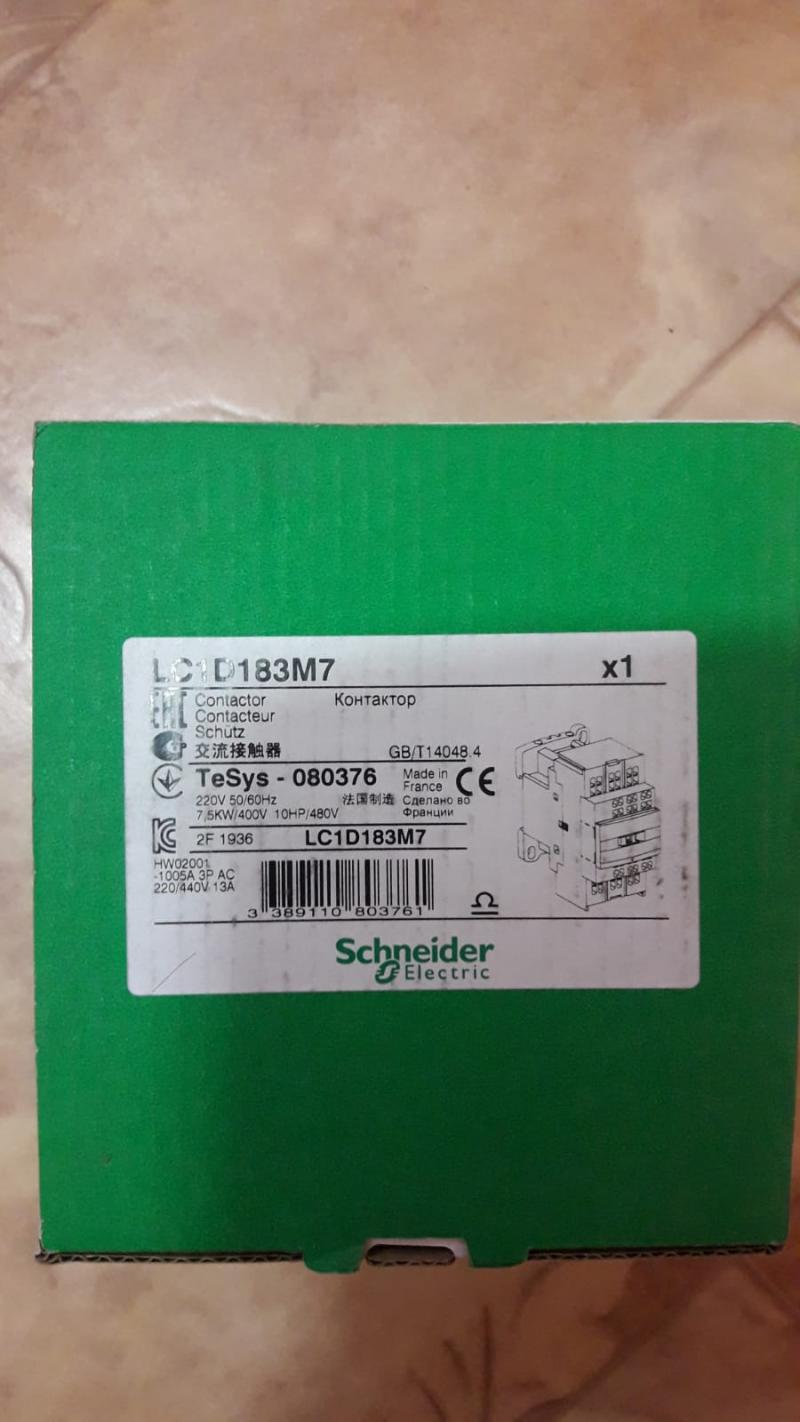 LC1D183M7 x1
Contactor Контактор
Contacteur
Schütz
交流接触器 GB/T14048.4
TeSys - 080376 Made in France
220V 50/60Hz 法国制造 Сделано во
7,5KW/400V 10HP/480V Франции
2F 1936 LC1D183M7
HW02001
-1005A 3P AC
220/440V 13A
3 389110 803761
Schneider
Electric